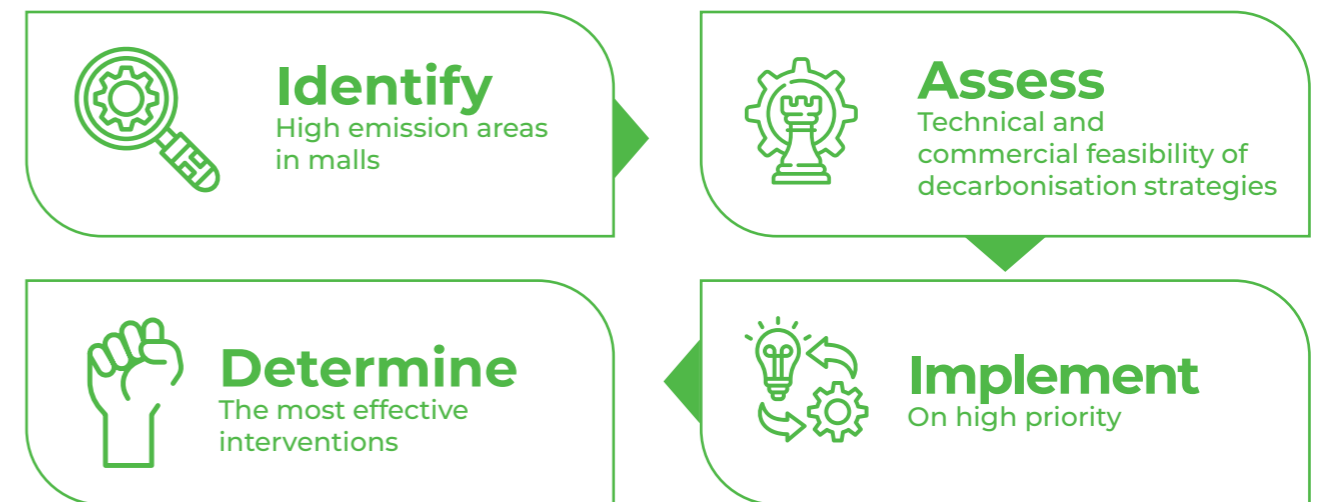 Identify
High emission areas
in malls
Assess
Technical and
commercial feasibility of
decarbonisation strategies
Implement
On high priority
Determine
The most effective
interventions